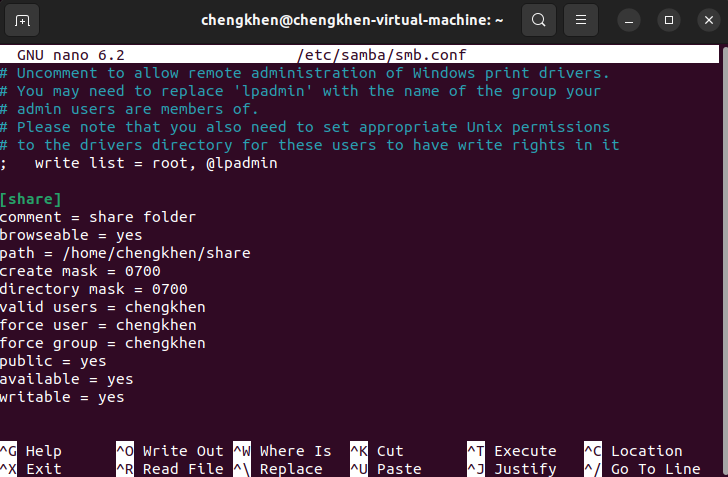 chengkhen@chengkhen-virtual-machine: ~
GNU nano 6.2 /etc/samba/smb.conf
# Uncomment to allow remote administration of Windows print drivers.
# You may need to replace 'lpadmin' with the name of the group your
# admin users are members of.
# Please note that you also need to set appropriate Unix permissions
# to the drivers directory for these users to have write rights in it
;   write list = root, @lpadmin
[share]
comment = share folder
browseable = yes
path = /home/chengkhen/share
create mask = 0700
directory mask = 0700
valid users = chengkhen
force user = chengkhen
force group = chengkhen
public = yes
available = yes
writable = yes
^G Help ^O Write Out ^W Where Is ^K Cut ^T Execute ^C Location
^X Exit ^R Read File ^\ Replace ^U Paste ^J Justify ^/ Go To Line